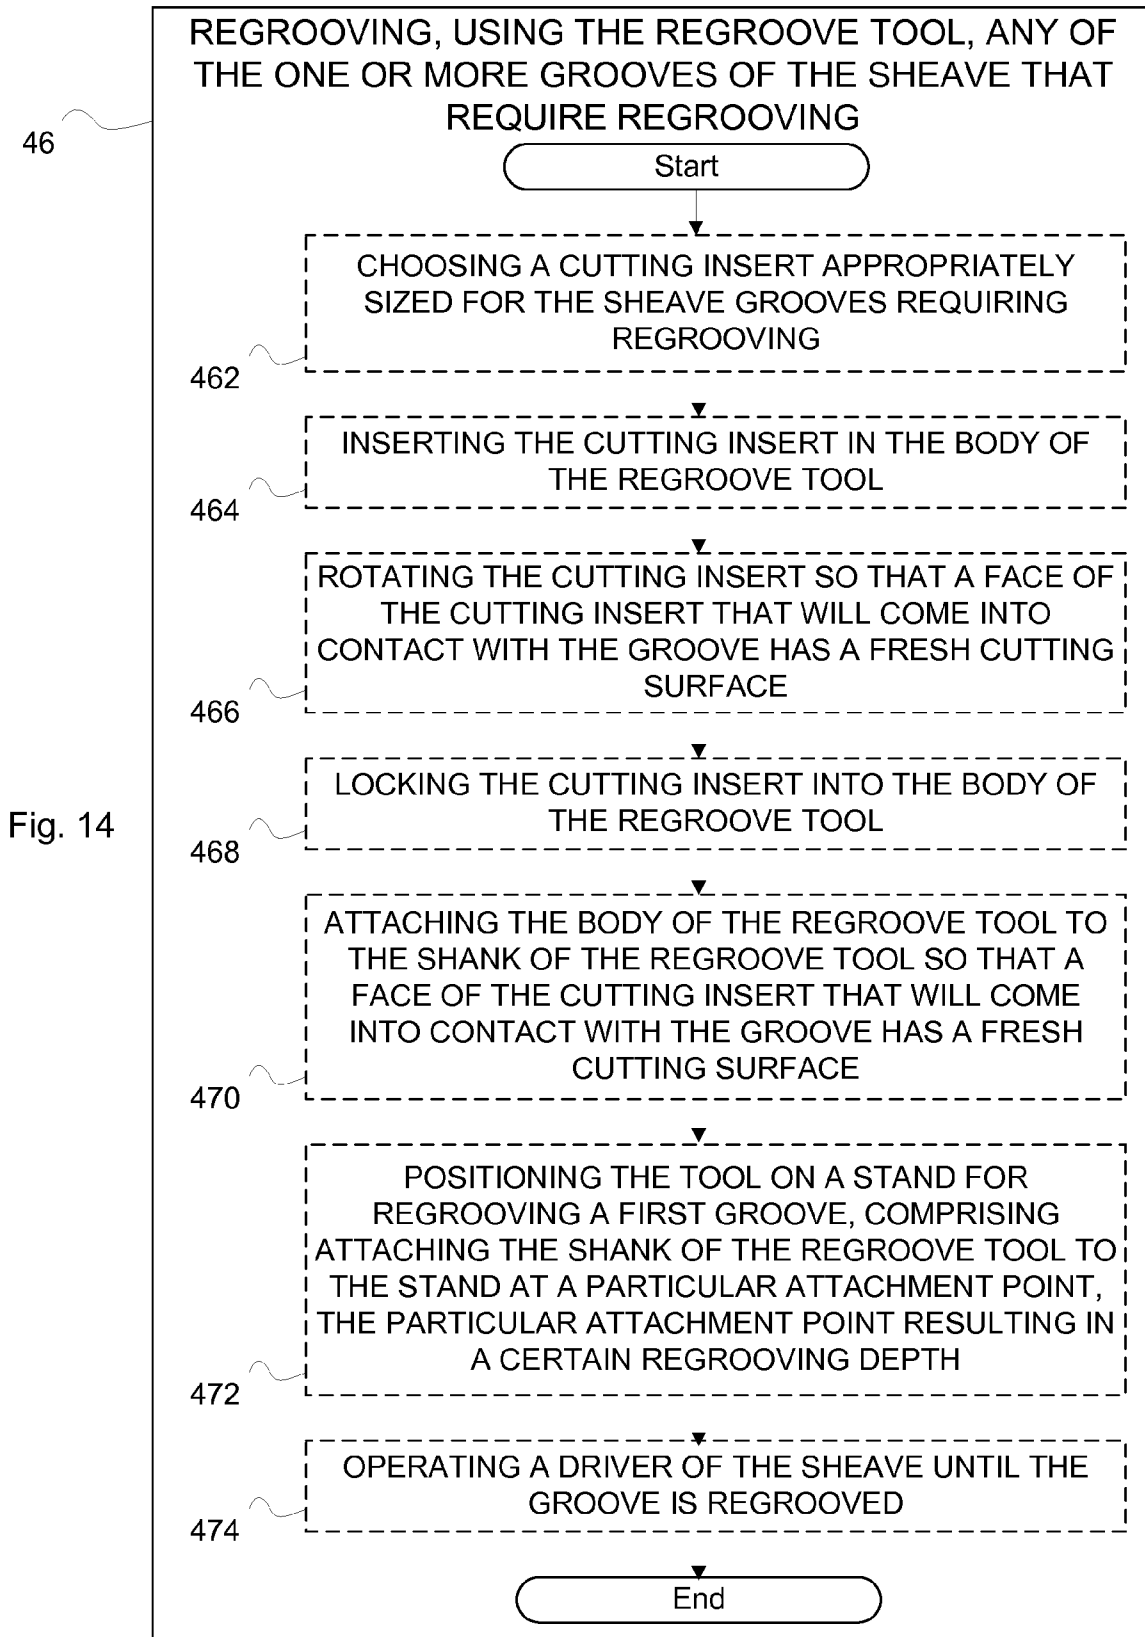 REGROOVING, USING THE REGROOVE TOOL, ANY OF
THE ONE OR MORE GROOVES OF THE SHEAVE THAT
REQUIRE REGROOVING
46
Start
CHOOSING A CUTTING INSERT APPROPRIATELY
SIZED FOR THE SHEAVE GROOVES REQUIRING
REGROOVING
462
INSERTING THE CUTTING INSERT IN THE BODY OF
THE REGROOVE TOOL
464
ROTATING THE CUTTING INSERT SO THAT A FACE OF
THE CUTTING INSERT THAT WILL COME INTO
CONTACT WITH THE GROOVE HAS A FRESH CUTTING
SURFACE
466
LOCKING THE CUTTING INSERT INTO THE BODY OF
THE REGROOVE TOOL
Fig. 14
468
ATTACHING THE BODY OF THE REGROOVE TOOL TO
THE SHANK OF THE REGROOVE TOOL SO THAT A
FACE OF THE CUTTING INSERT THAT WILL COME
INTO CONTACT WITH THE GROOVE HAS A FRESH
CUTTING SURFACE
470
POSITIONING THE TOOL ON A STAND FOR
REGROOVING A FIRST GROOVE, COMPRISING
ATTACHING THE SHANK OF THE REGROOVE TOOL TO
THE STAND AT A PARTICULAR ATTACHMENT POINT,
THE PARTICULAR ATTACHMENT POINT RESULTING IN
A CERTAIN REGROOVING DEPTH
472
OPERATING A DRIVER OF THE SHEAVE UNTIL THE
GROOVE IS REGROOVED
474
End